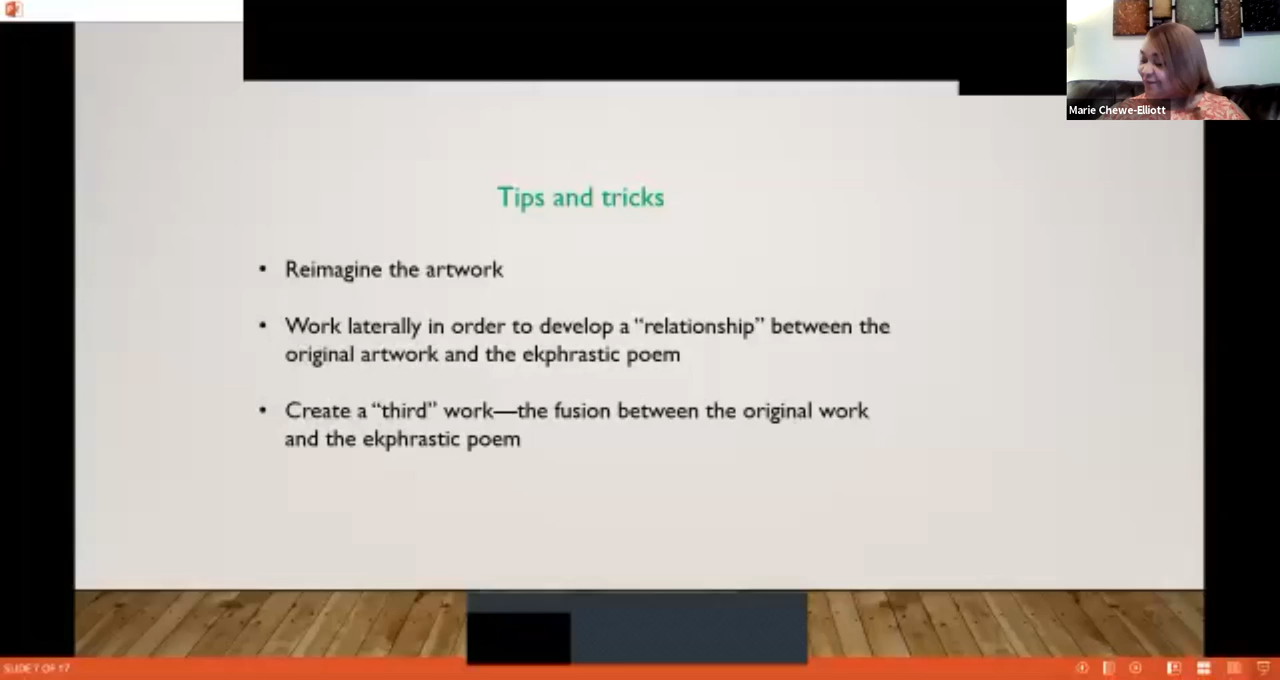 Marie Chewe-Elliott
Tips and tricks
• Reimagine the artwork
• Work laterally in order to develop a “relationship” between the
original artwork and the ekphrastic poem
• Create a “third” work—the fusion between the original work
and the ekphrastic poem
SLIDE 7 OF 17